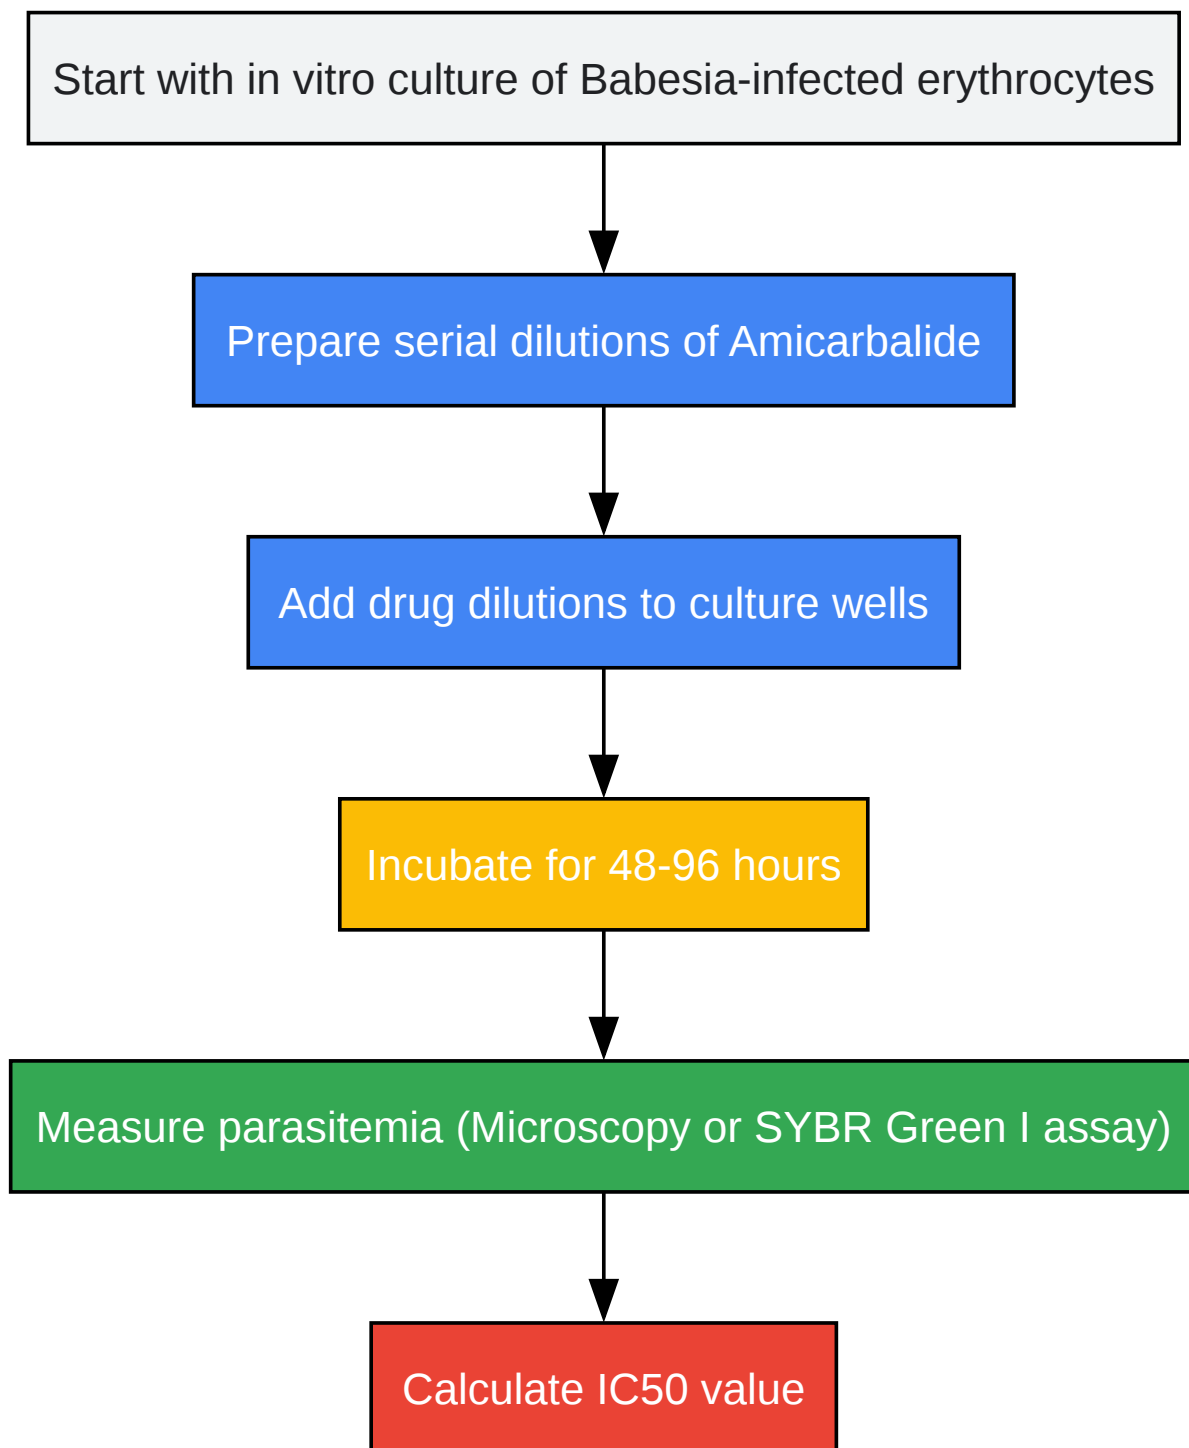 Start with in vitro culture of Babesia-infected erythrocytes
Prepare serial dilutions of Amicarbalide
Add drug dilutions to culture wells
Incubate for 48-96 hours
Measure parasitemia (Microscopy or SYBR Green I assay)
Calculate IC50 value